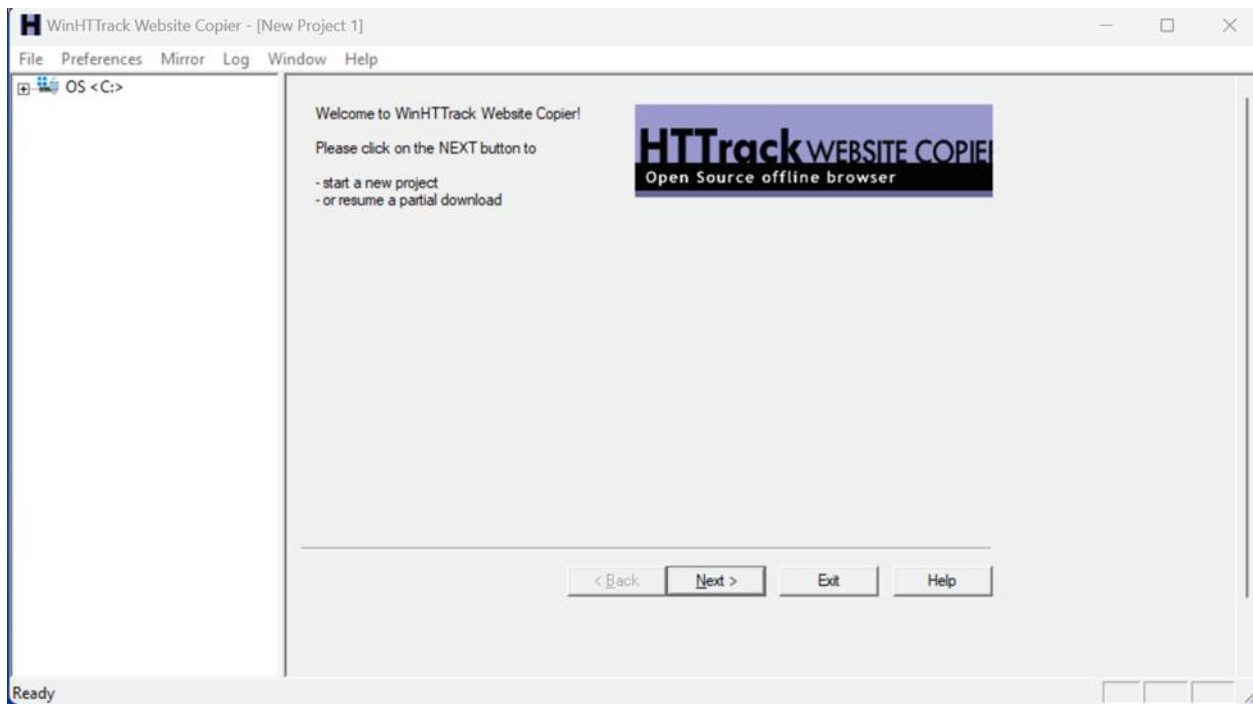 WinHTTrack Website Copier - [New Project 1]
File Preferences Mirror Log Window Help
OS <C:>
Welcome to WinHTTrack Website Copier!
Please click on the NEXT button to
- start a new project
- or resume a partial download
HTTrack WEBSITE COPIE
Open Source offline browser
< Back Next > Exit Help
Ready